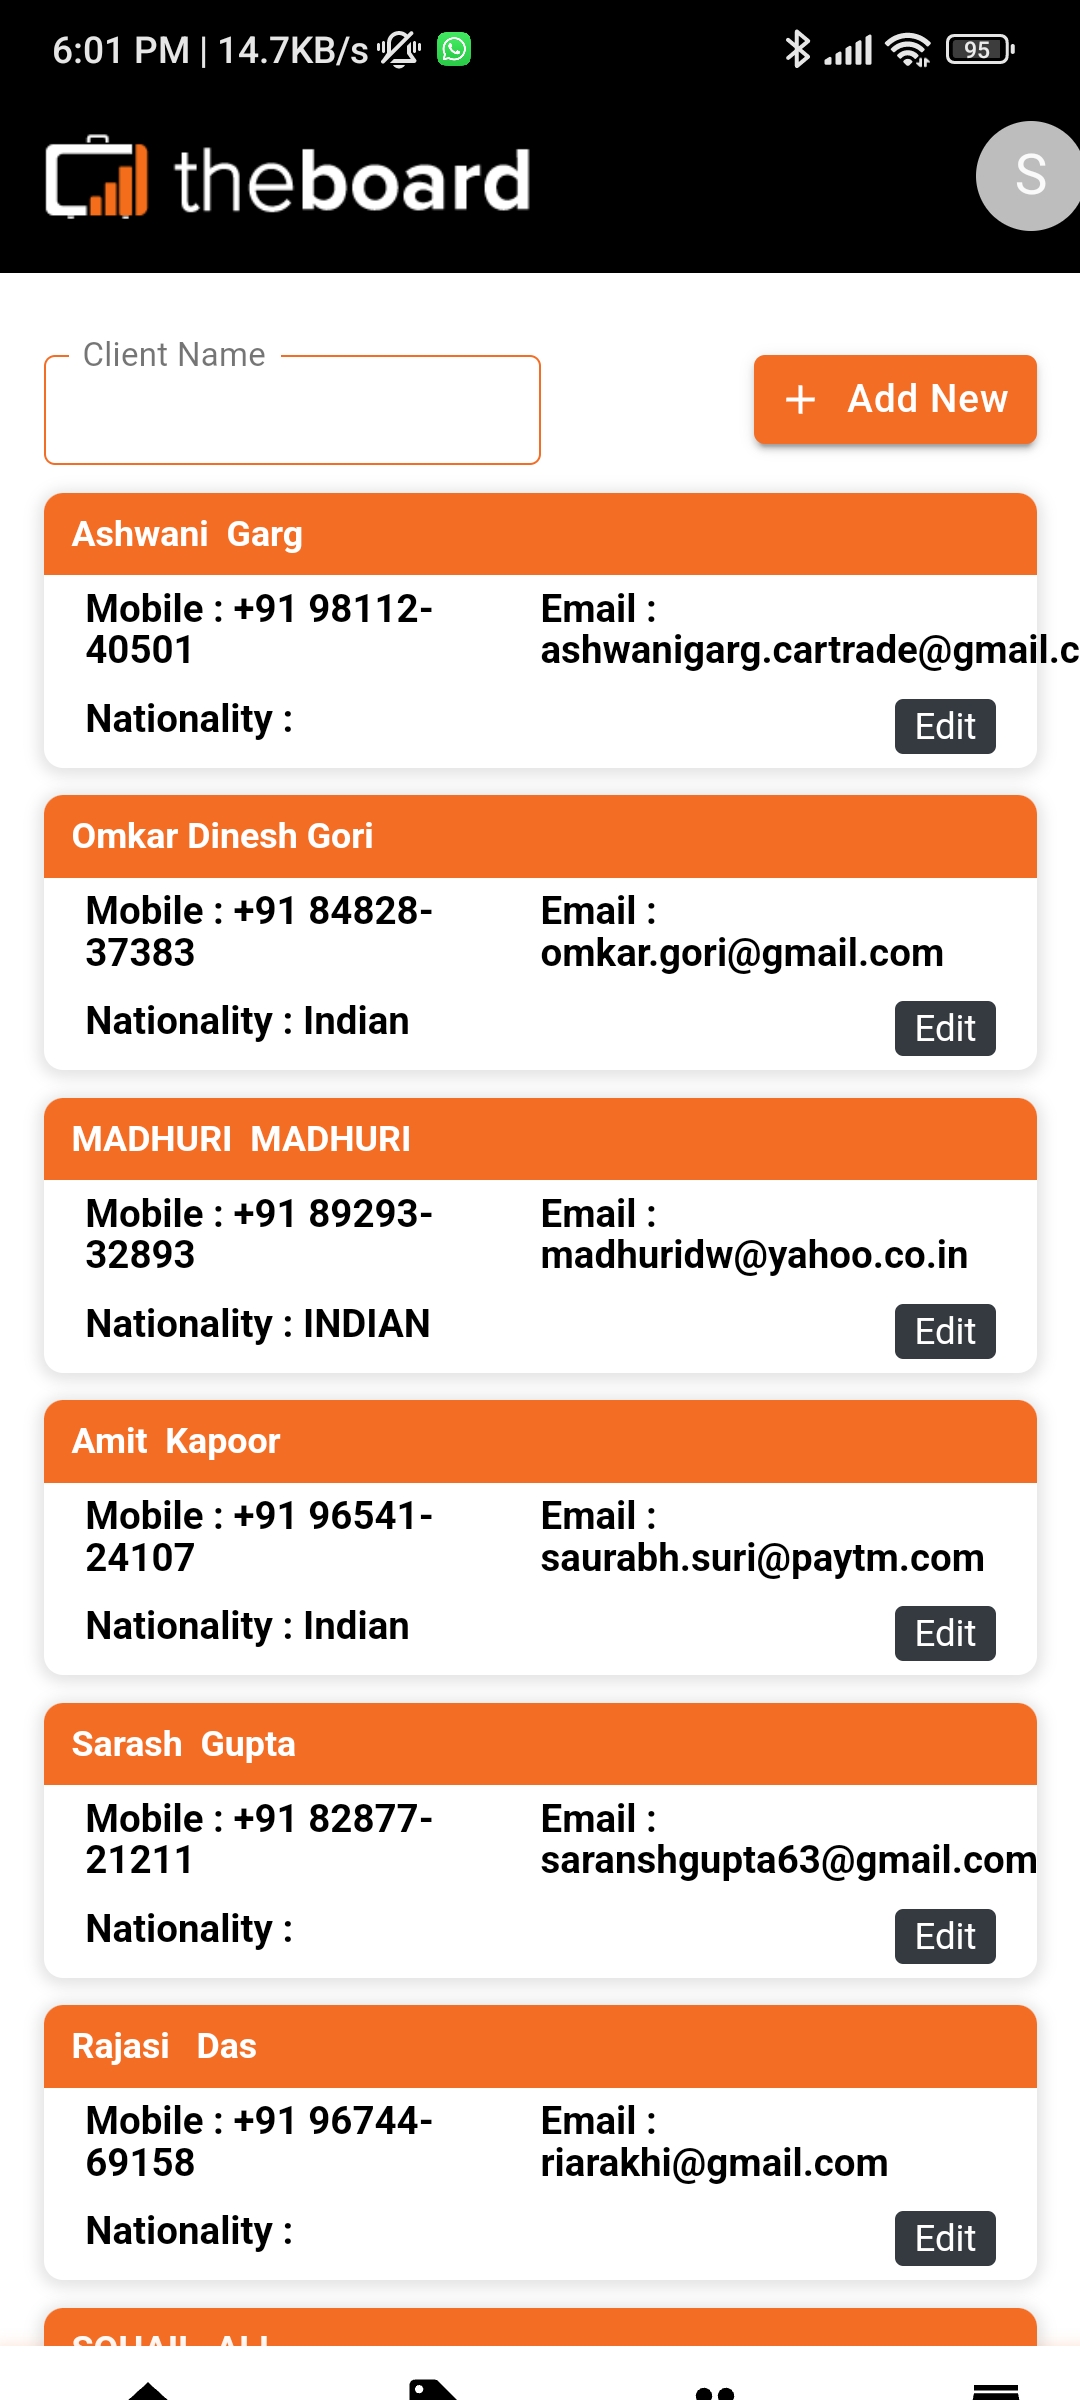 6:01 PM | 14.7KB/s
95
theboard
S
Client Name
+ Add New
Ashwani Garg
Mobile : +91 98112-
40501
Email :
ashwanigarg.cartrade@gmail.c
Nationality :
Edit
Omkar Dinesh Gori
Mobile : +91 84828-
37383
Email :
omkar.gori@gmail.com
Nationality : Indian
Edit
MADHURI MADHURI
Mobile : +91 89293-
32893
Email :
madhuridw@yahoo.co.in
Nationality : INDIAN
Edit
Amit Kapoor
Mobile : +91 96541-
24107
Email :
saurabh.suri@paytm.com
Nationality : Indian
Edit
Sarash Gupta
Mobile : +91 82877-
21211
Email :
saranshgupta63@gmail.com
Nationality :
Edit
Rajasi Das
Mobile : +91 96744-
69158
Email :
riarakhi@gmail.com
Nationality :
Edit